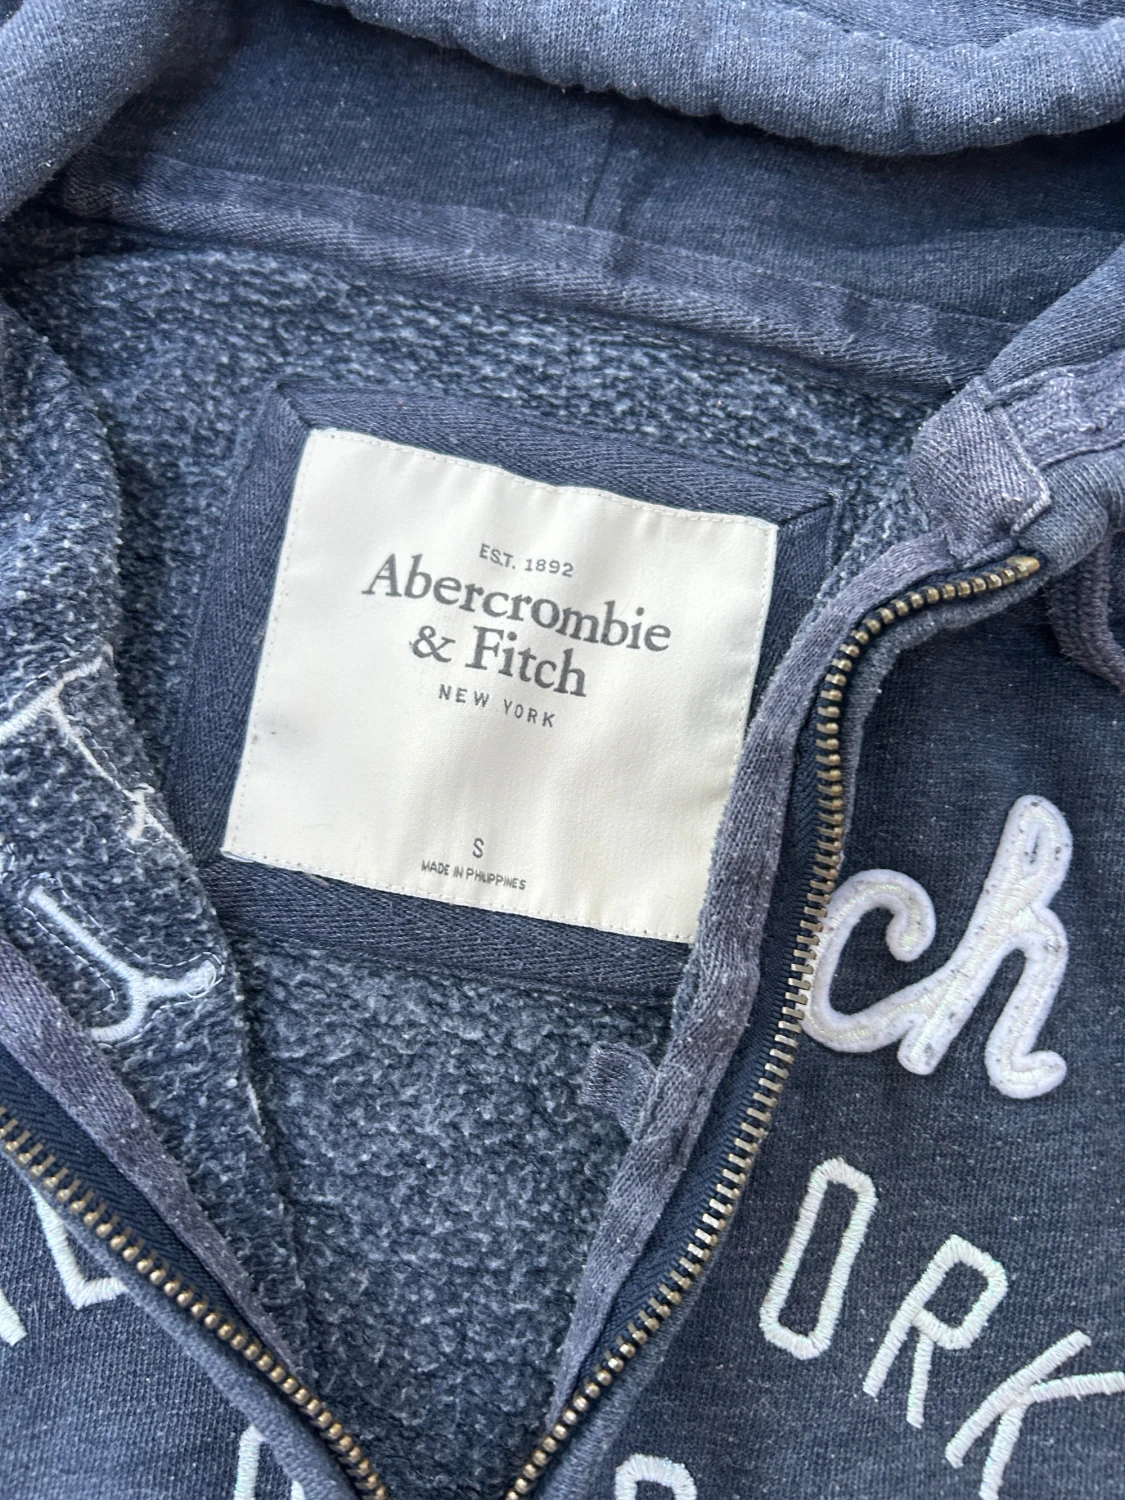 EST. 1892
Abercrombie
& Fitch
NEW YORK
S
MADE IN PHILIPPINES
ch
ORK